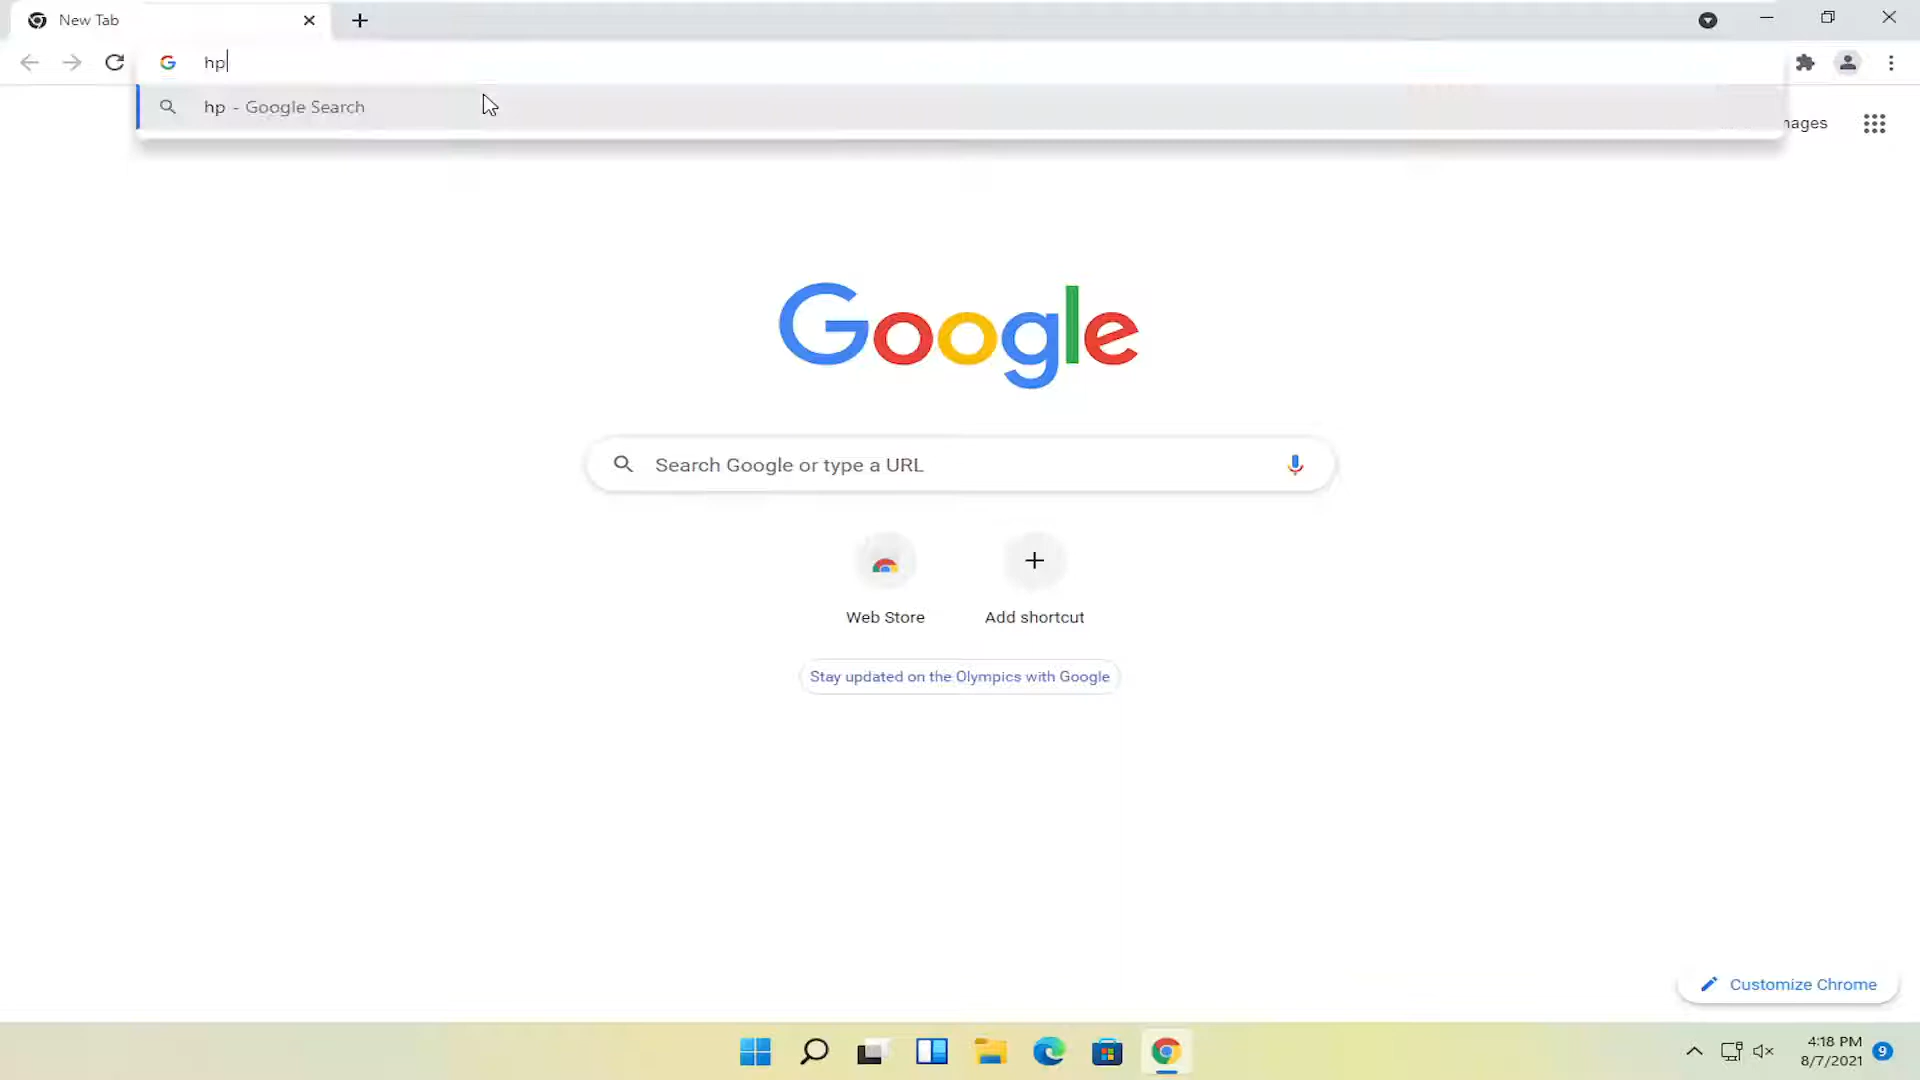 New Tab
hp
hp - Google Search
Google
Search Google or type a URL
Web Store
Add shortcut
Stay updated on the Olympics with Google
Customize Chrome
4:18 PM
8/7/2021
9